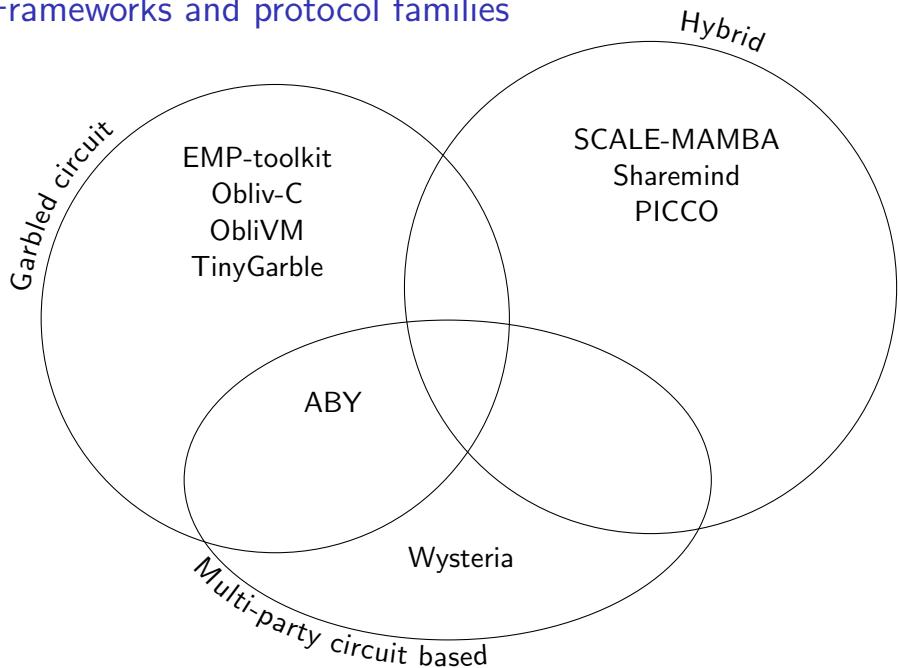 Frameworks and protocol families
Hybrid
Garbled circuit
EMP-toolkit
Obliv-C
ObliVM
TinyGarble
SCALE-MAMBA
Sharemind
PICCO
ABY
Wysteria
Multi-party circuit based